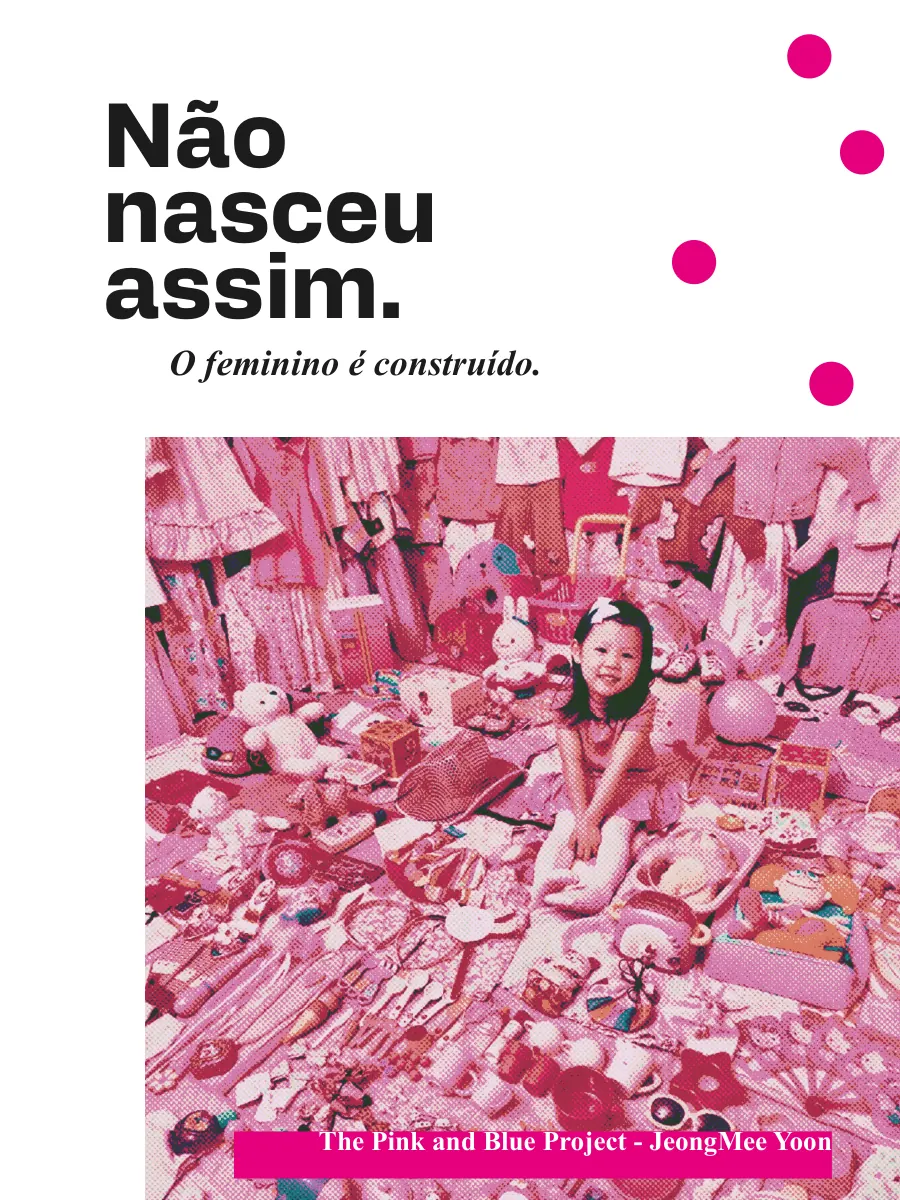 Não
nasceu
assim.
O feminino é construído.
The Pink and Blue Project - JeongMee Yoon